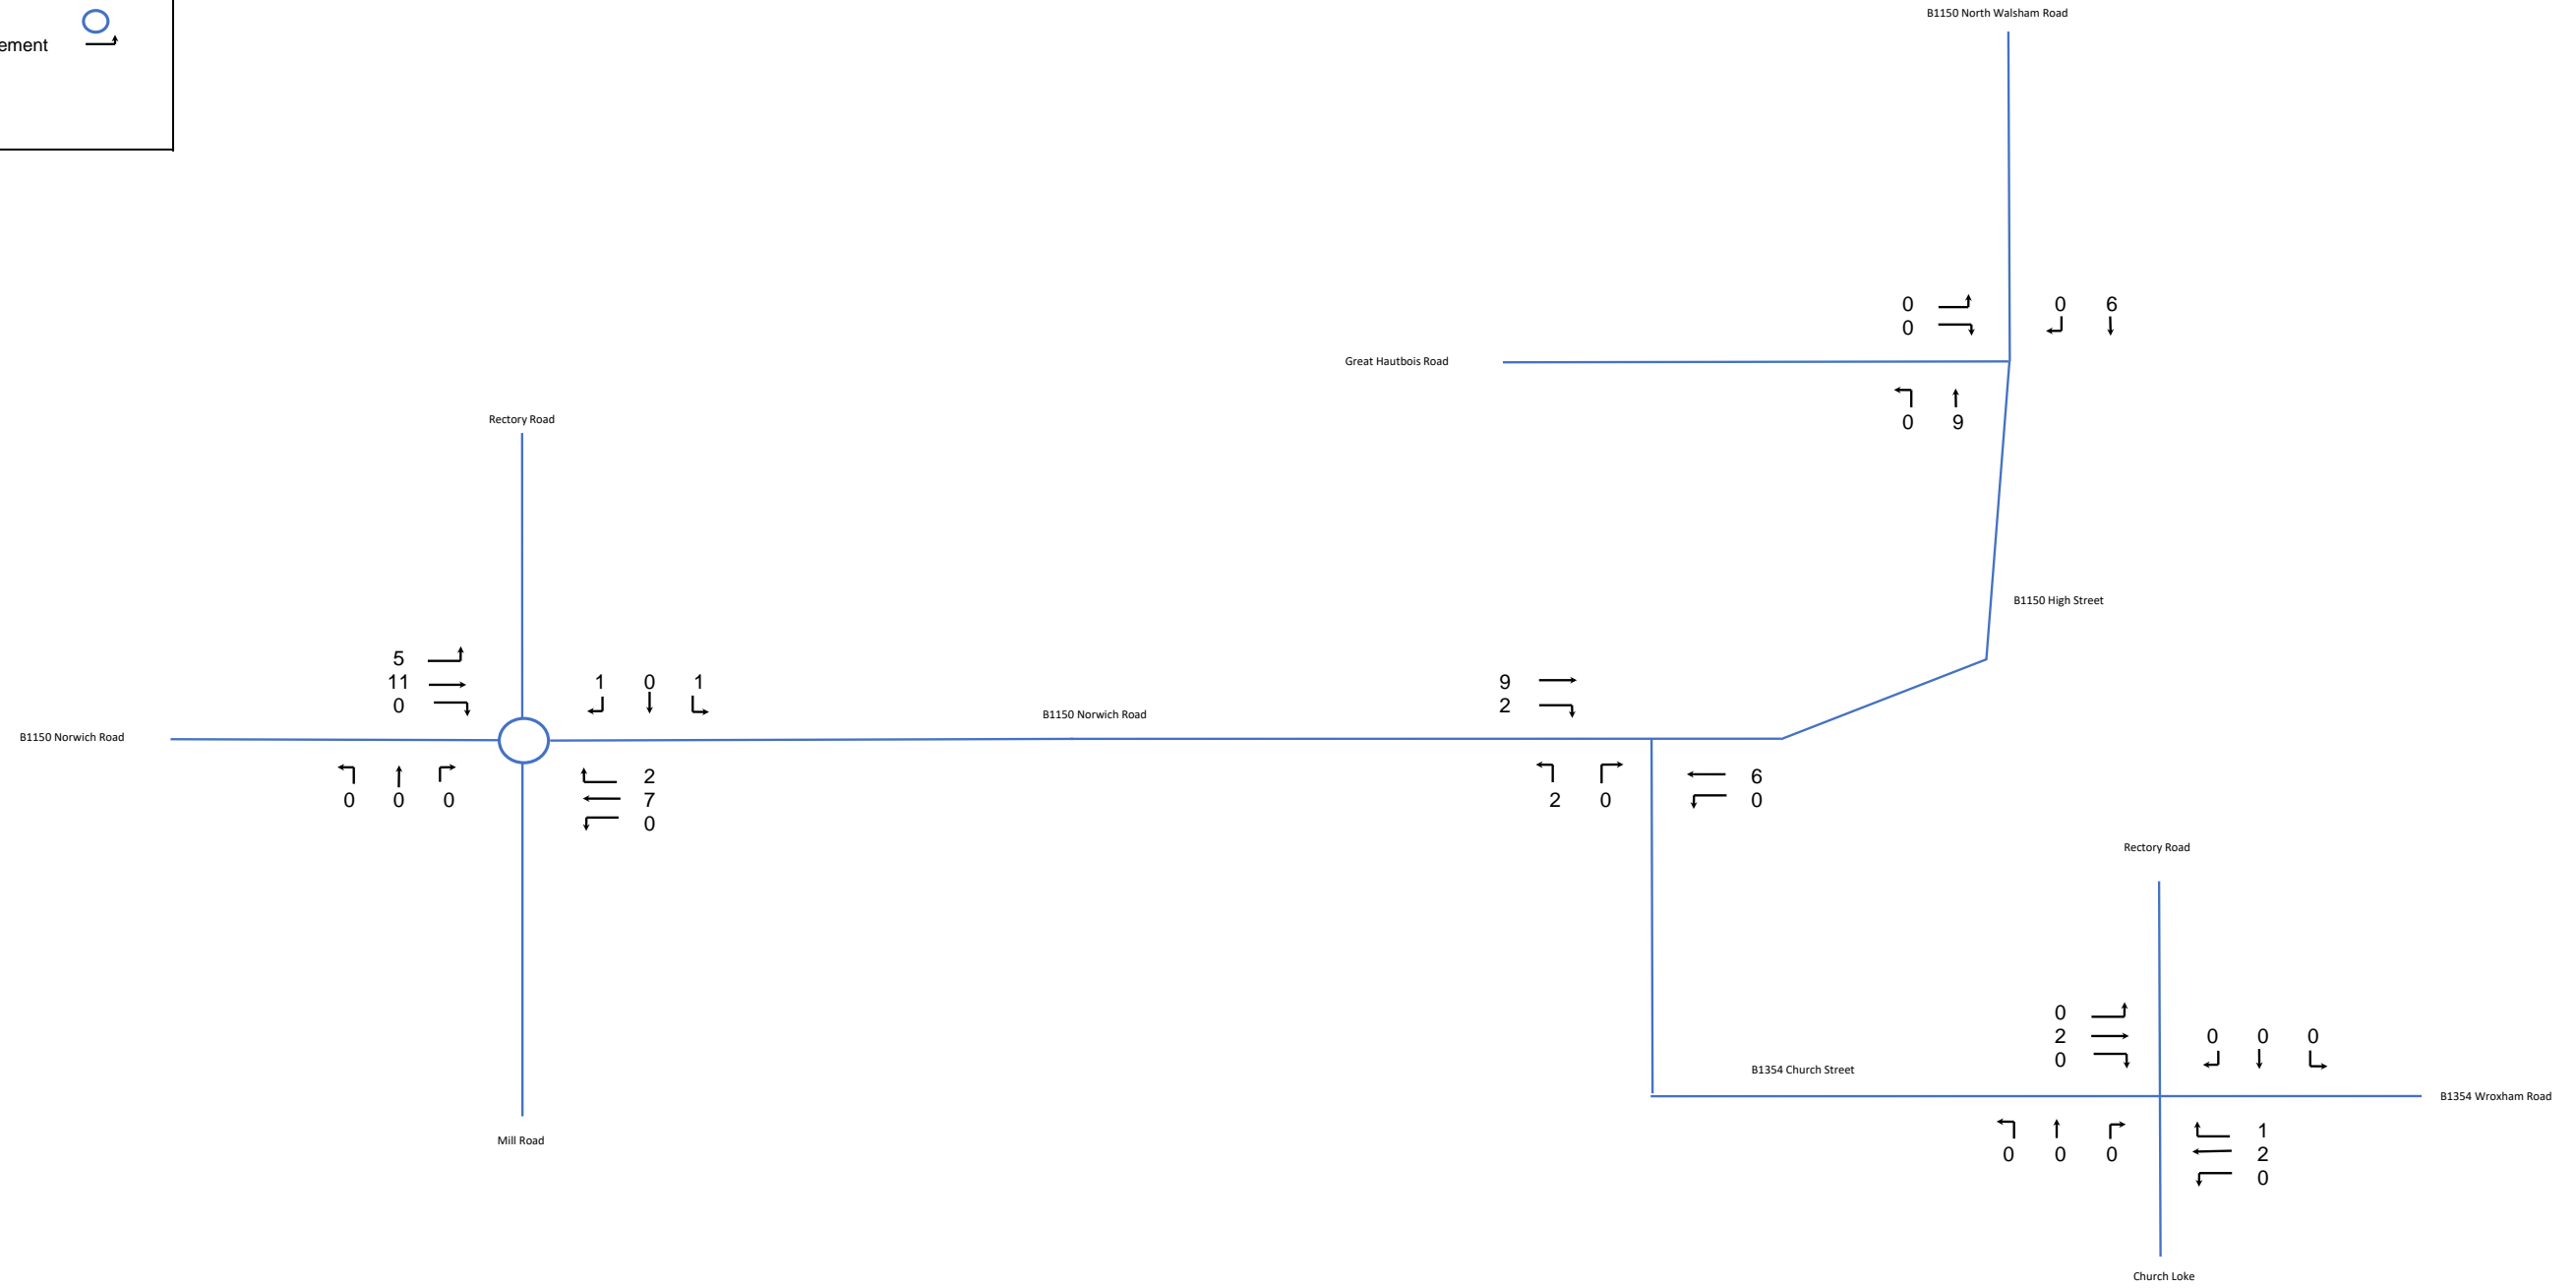 B1150 North Walsham Road
ement
0 0 6
0
Great Hautbois Road
0 9
Rectory Road
B1150 High Street
5
11 1 0 1
0
9
2
B1150 Norwich Road
B1150 Norwich Road
2
0 0 0 7
0
6
2 0 0
Rectory Road
0
2 0 0 0
0
B1354 Church Street
B1354 Wroxham Road
Mill Road
1
0 0 0 2
0
Church Loke